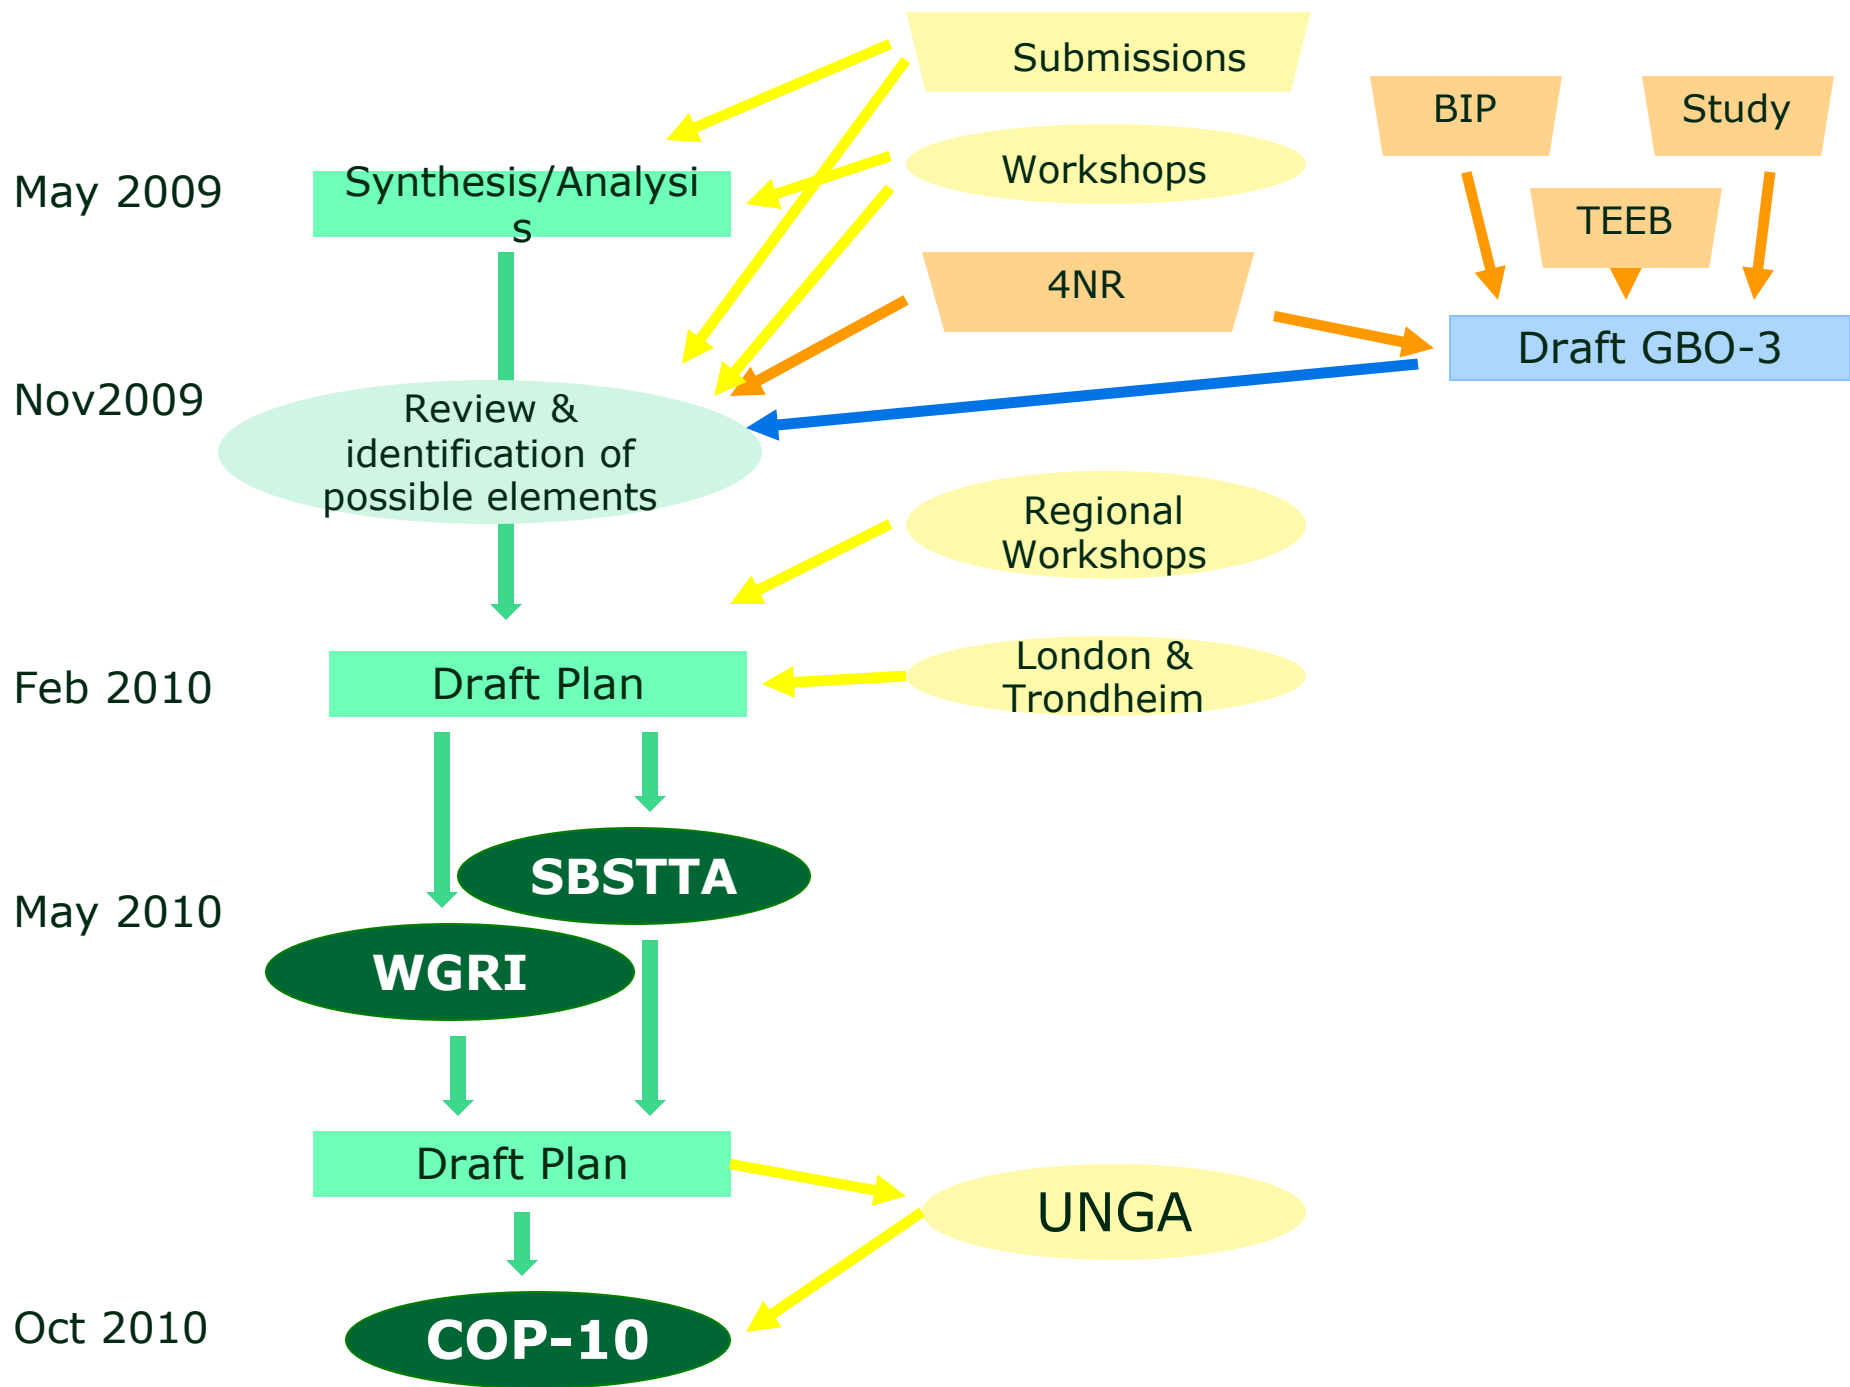 Submissions
BIP
Study
May 2009
Synthesis/Analysi
s
Workshops
TEEB
4NR
Draft GBO-3
Nov2009
Review &
identification of
possible elements
Regional
Workshops
Feb 2010
Draft Plan
London &
Trondheim
SBSTTA
May 2010
WGRI
Draft Plan
UNGA
Oct 2010
COP-10